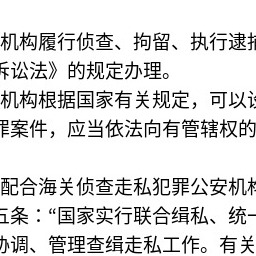 机构履行侦查、拘留、执行逮捕
诉讼法》的规定办理。
机构根据国家有关规定，可以设
罪案件，应当依法向有管辖权的
配合海关侦查走私犯罪公安机构
五条：“国家实行联合缉私、统一
协调、管理查缉走私工作。有关